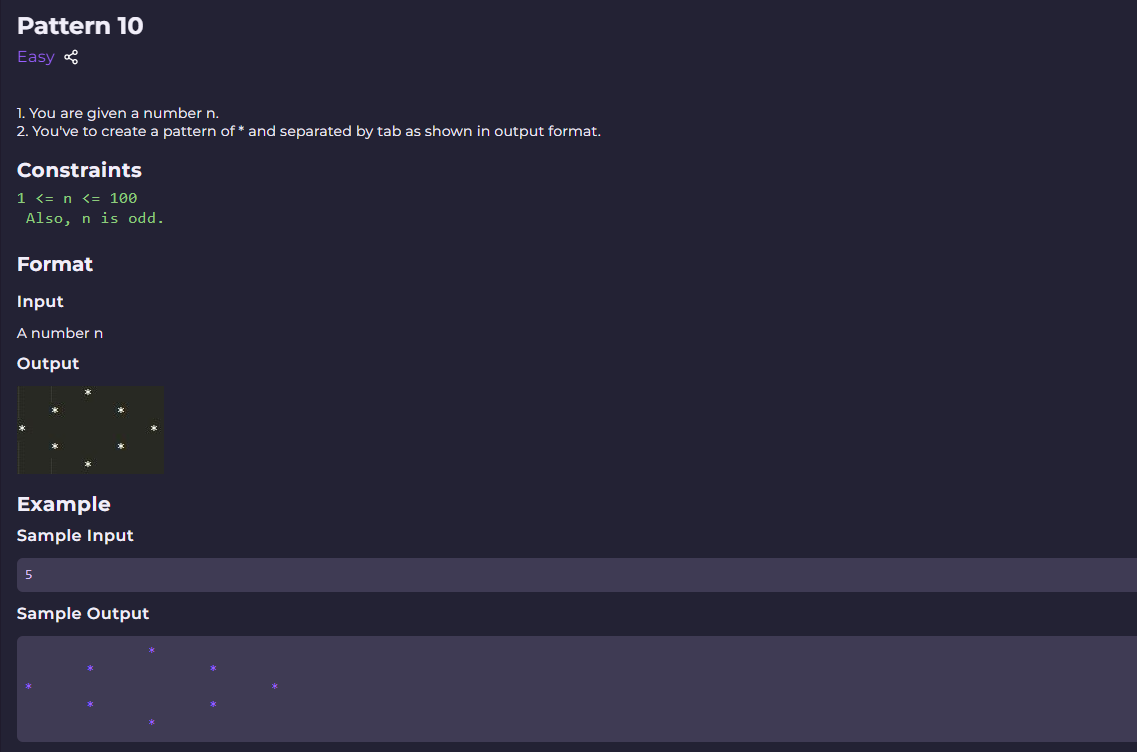 Pattern 10
Easy
1. You are given a number n.
2. You've to create a pattern of * and separated by tab as shown in output format.
Constraints
1 <= n <= 100
Also, n is odd.
Format
Input
A number n
Output
*
* *
* *
* *
*
Example
Sample Input
5
Sample Output
*
* *
* *
* *
*